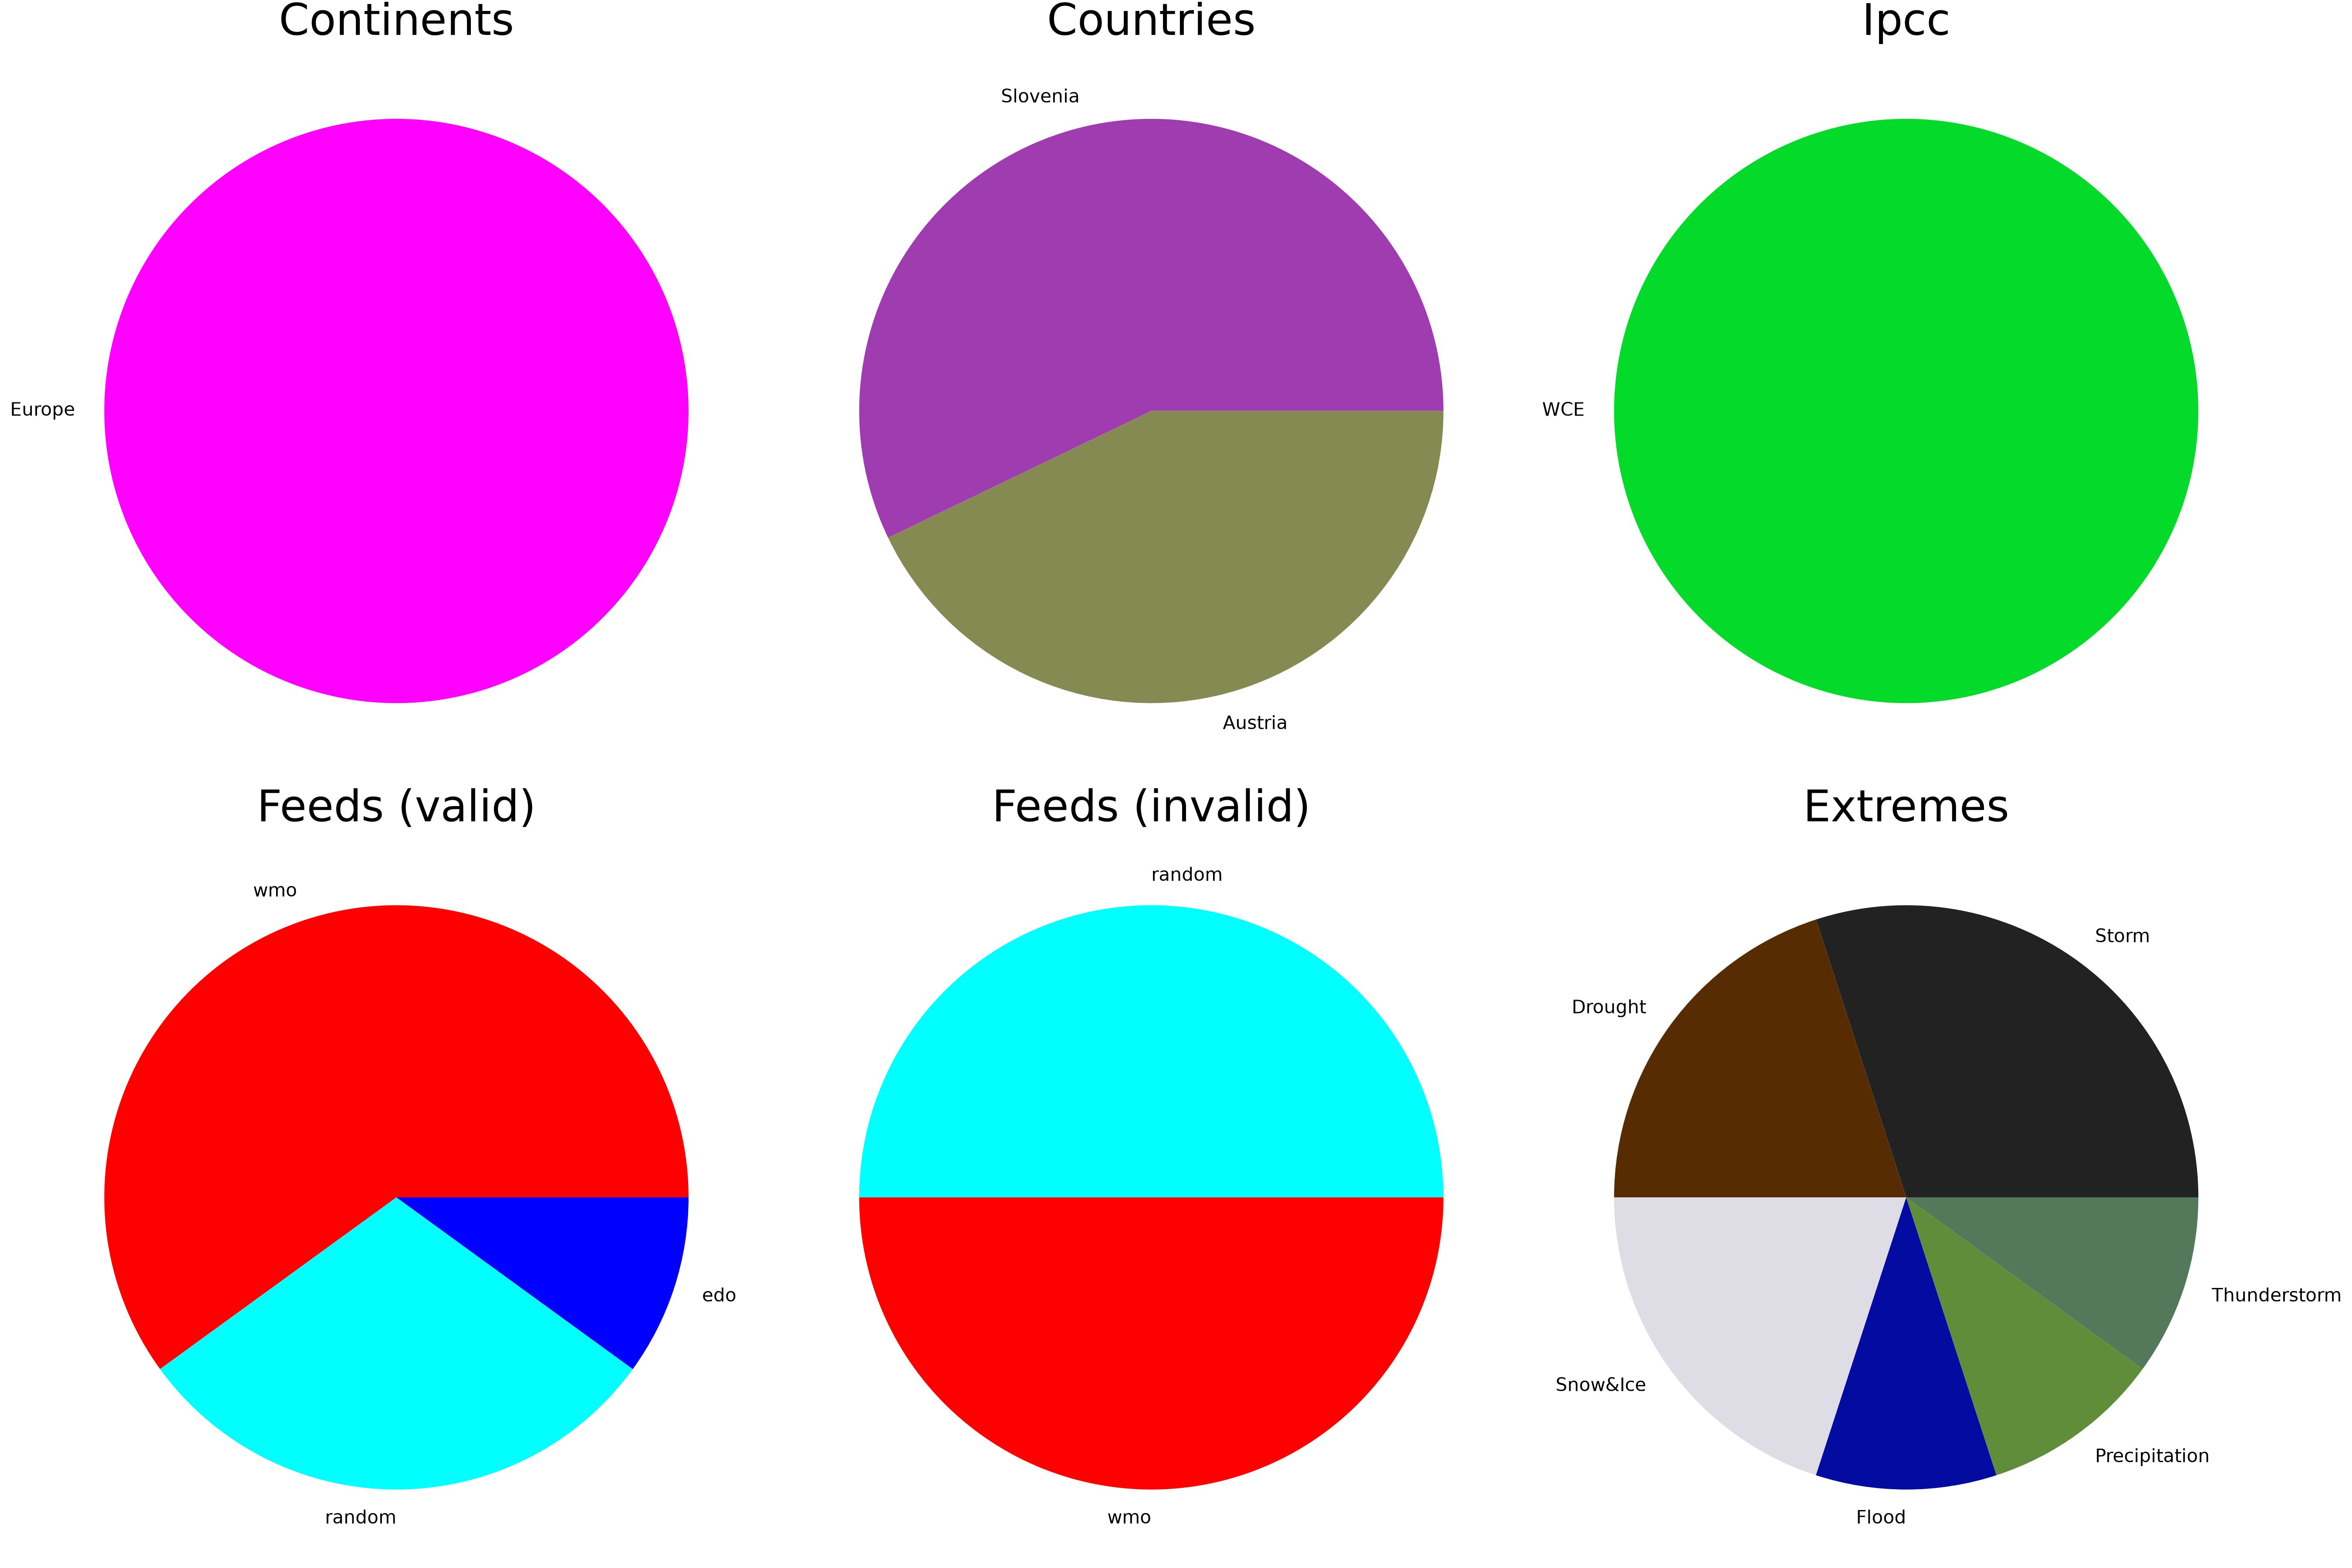 Continents
Countries
Ipcc
Slovenia
Europe
WCE
Austria
Feeds (valid)
Feeds (invalid)
Extremes
wmo
random
Storm
Drought
edo
Thunderstorm
Snow&Ice
Precipitation
random
wmo
Flood